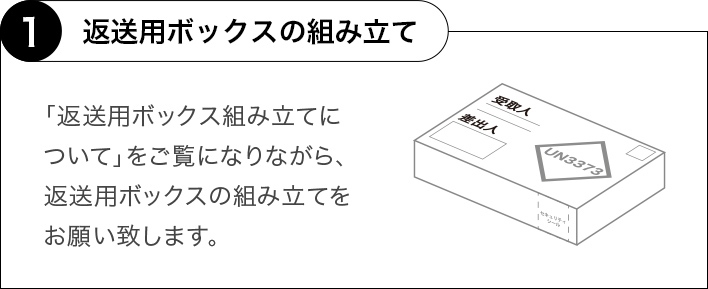 1 返送用ボックスの組み立て
「返送用ボックス組み立てに
ついて」をご覧になりながら、
返送用ボックスの組み立てを
お願い致します。
受取人
差出人
UN3373
セキュリティ
シール